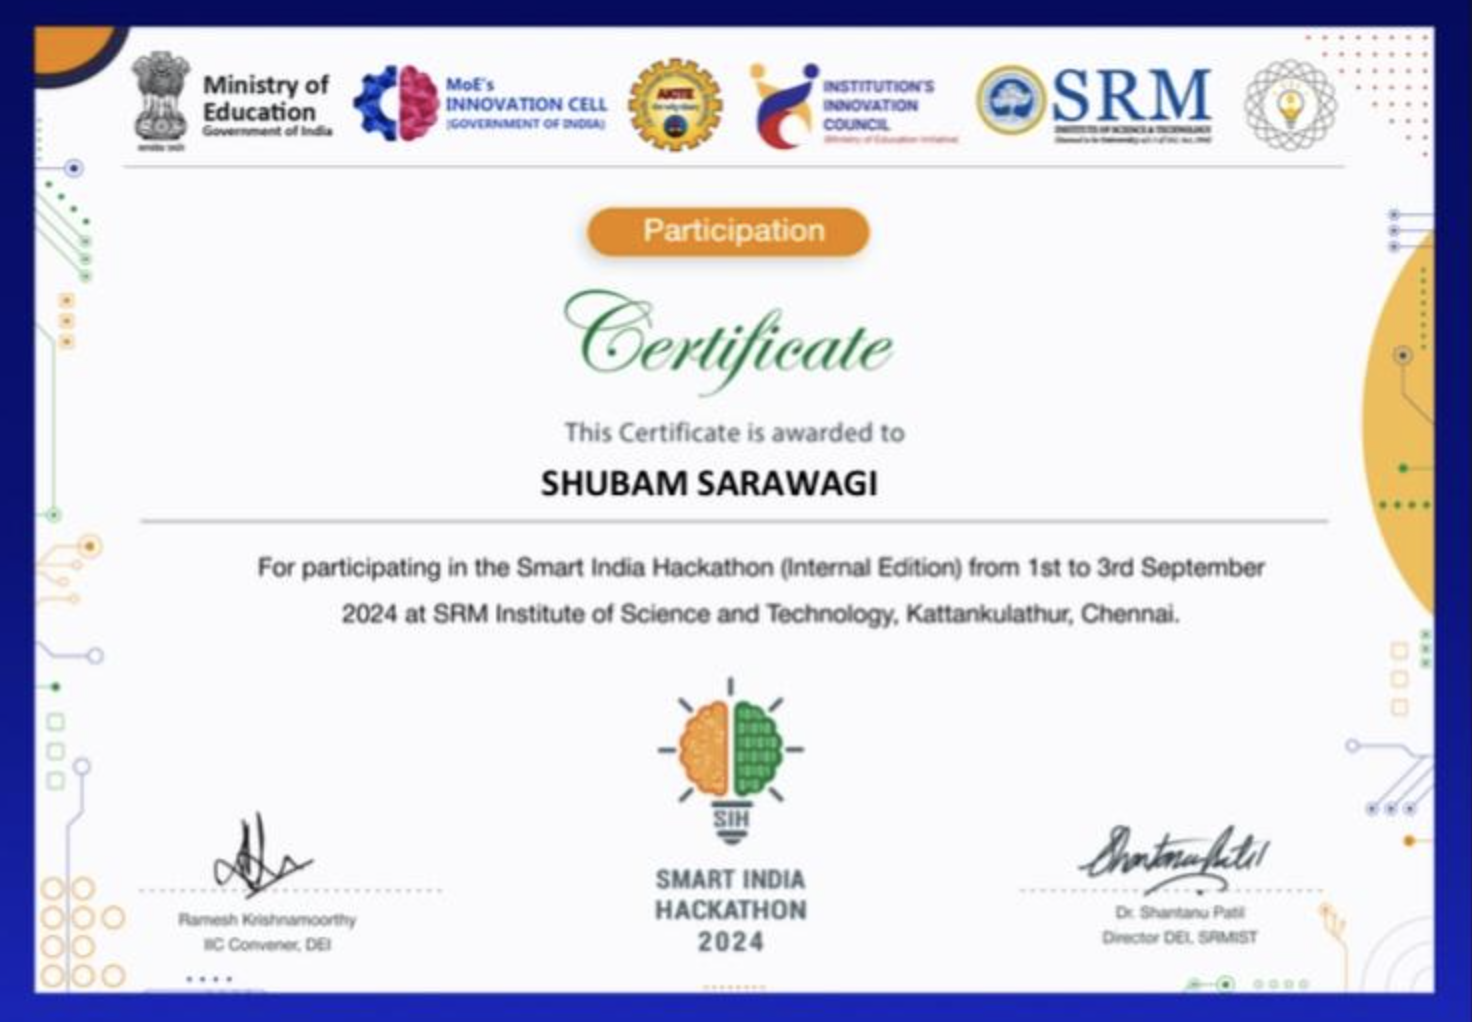 Ministry of
Education
Government of India
MoE's
INNOVATION CELL
(GOVERNMENT OF INDIA)
AICTE
INSTITUTION'S
INNOVATION
COUNCIL
(Ministry of Education Initiative)
SRM
INSTITUTE OF SCIENCE & TECHNOLOGY
Participation
Certificate
This Certificate is awarded to
SHUBAM SARAWAGI
For participating in the Smart India Hackathon (Internal Edition) from 1st to 3rd September
2024 at SRM Institute of Science and Technology, Kattankulathur, Chennai.
SIH
SMART INDIA
HACKATHON
2024
Ramesh Krishnamoorthy
IIC Convener, DEI
Shantanu Patil
Dr. Shantanu Patil
Director DEI, SRMIST